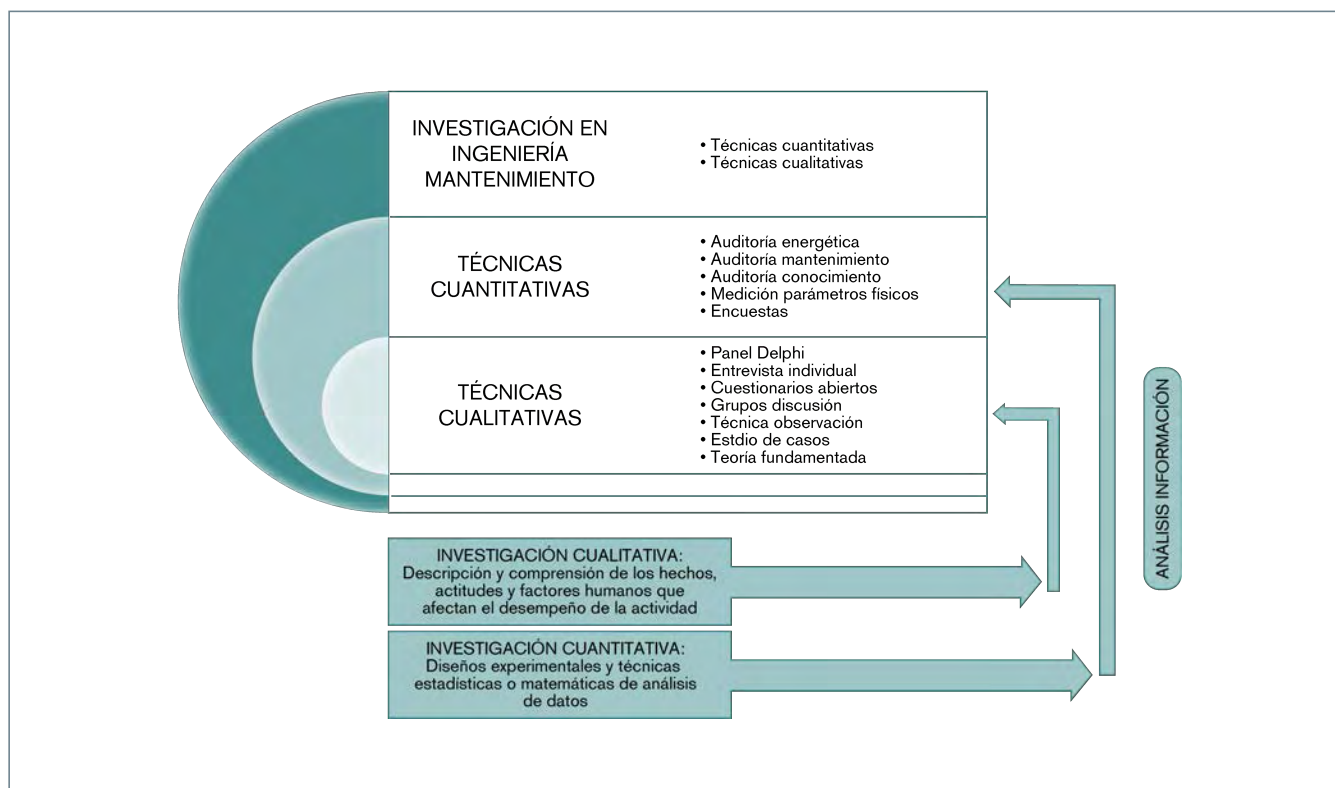 INVESTIGACIÓN EN
INGENIERÍA
MANTENIMIENTO
• Técnicas cuantitativas
• Técnicas cualitativas
TÉCNICAS
CUANTITATIVAS
• Auditoría energética
• Auditoría mantenimiento
• Auditoría conocimiento
• Medición parámetros físicos
• Encuestas
TÉCNICAS
CUALITATIVAS
• Panel Delphi
• Entrevista individual
• Cuestionarios abiertos
• Grupos discusión
• Técnica observación
• Estdio de casos
• Teoría fundamentada
ANÁLISIS INFORMACIÓN
INVESTIGACIÓN CUALITATIVA:
Descripción y comprensión de los hechos,
actitudes y factores humanos que
afectan el desempeño de la actividad
INVESTIGACIÓN CUANTITATIVA:
Diseños experimentales y técnicas
estadísticas o matemáticas de análisis
de datos